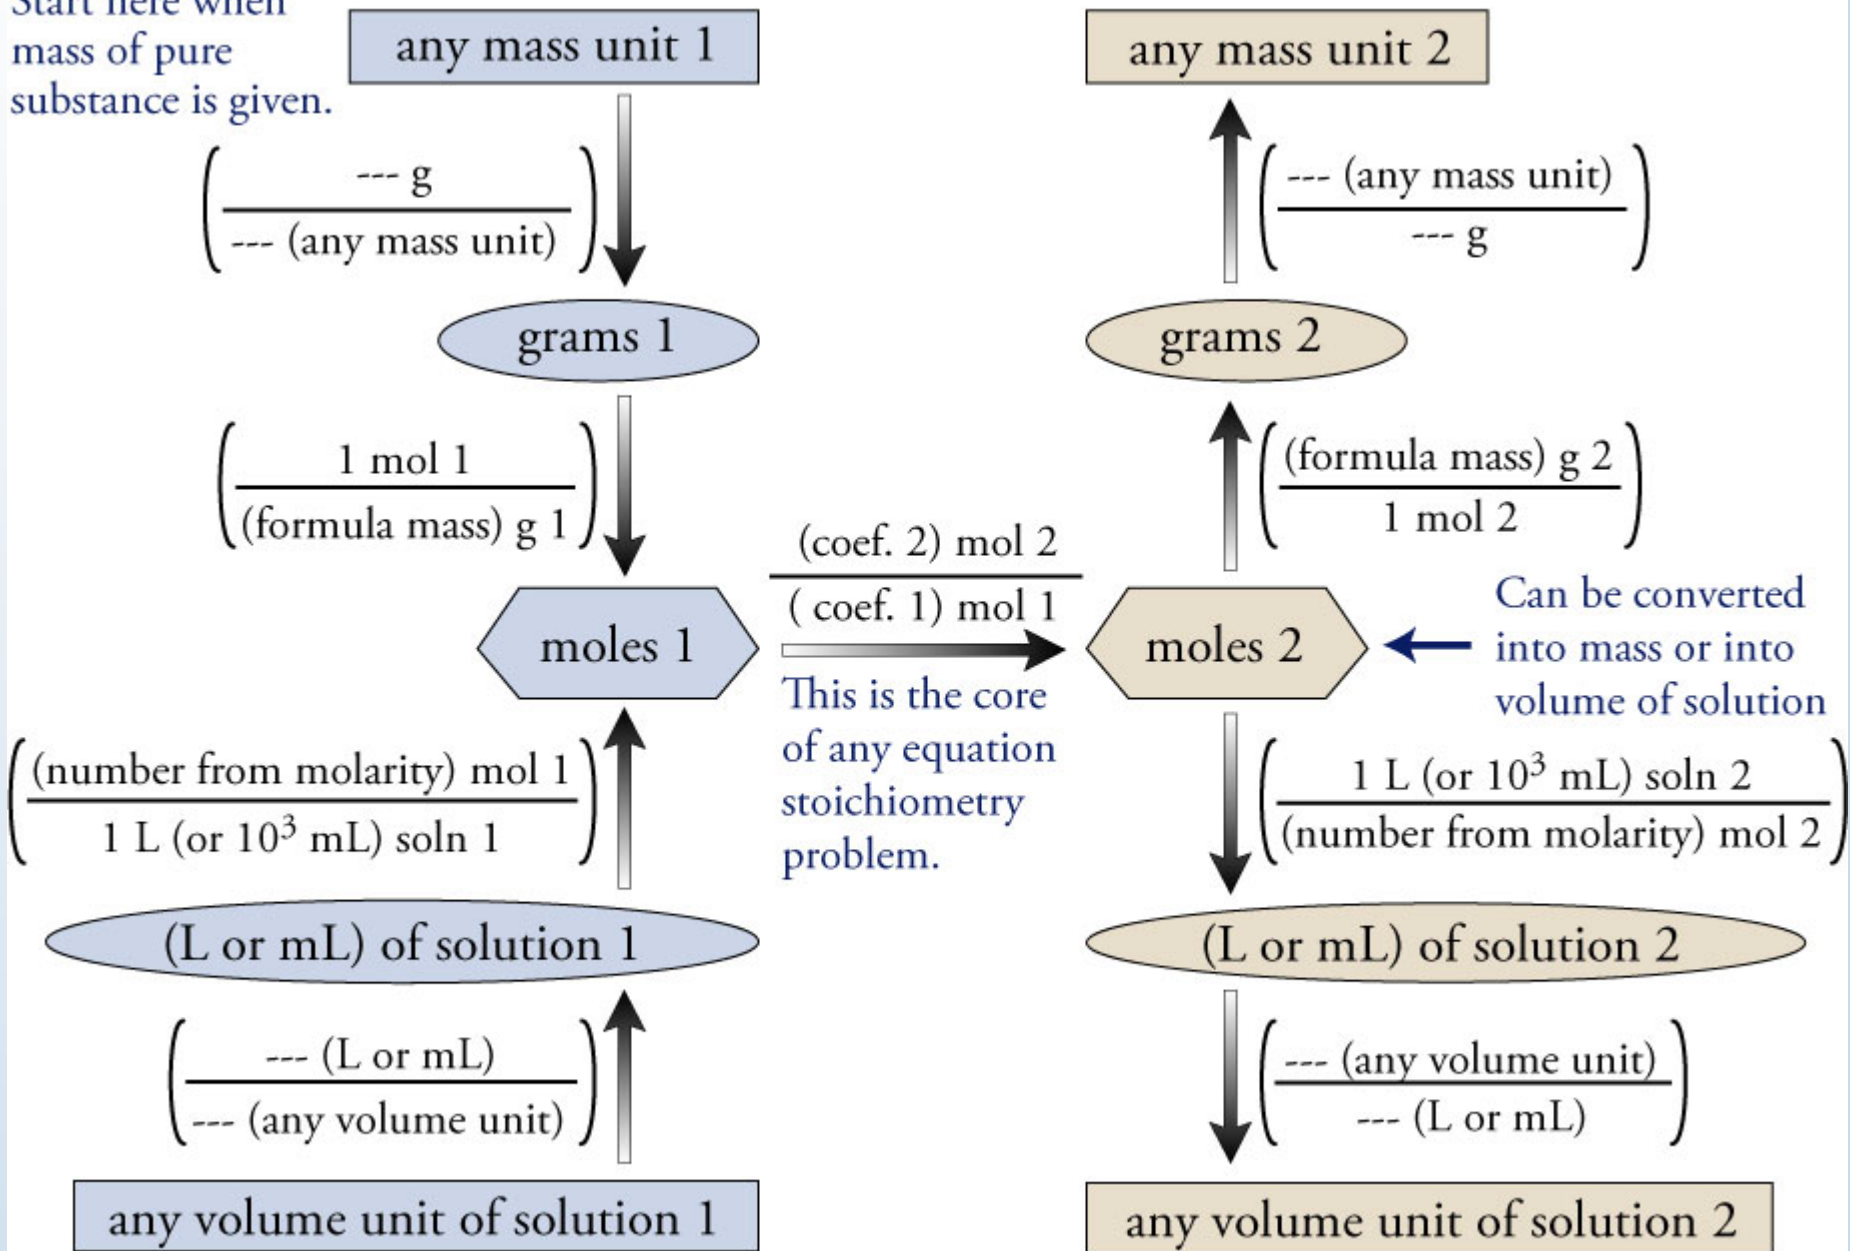 Start here when
mass of pure
substance is given.
any mass unit 1
any mass unit 2
--- g
--- (any mass unit)
--- (any mass unit)
--- g
grams 1
grams 2
1 mol 1
(formula mass) g 1
(formula mass) g 2
1 mol 2
(coef. 2) mol 2
( coef. 1) mol 1
moles 1
moles 2
Can be converted
into mass or into
volume of solution
This is the core
of any equation
stoichiometry
problem.
(number from molarity) mol 1
1 L (or 10³ mL) soln 1
1 L (or 10³ mL) soln 2
(number from molarity) mol 2
(L or mL) of solution 1
(L or mL) of solution 2
--- (L or mL)
--- (any volume unit)
--- (any volume unit)
--- (L or mL)
any volume unit of solution 1
any volume unit of solution 2